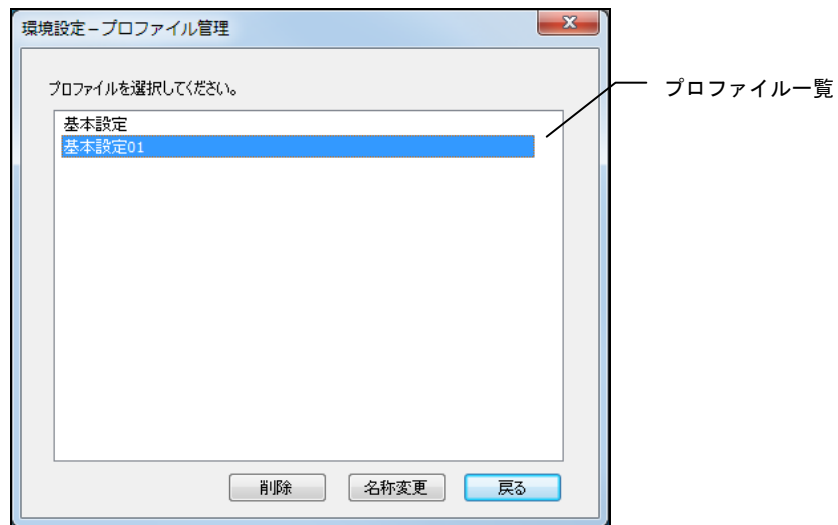 環境設定－プロファイル管理
プロファイルを選択してください。
プロファイル一覧
基本設定
基本設定01
削除
名称変更
戻る